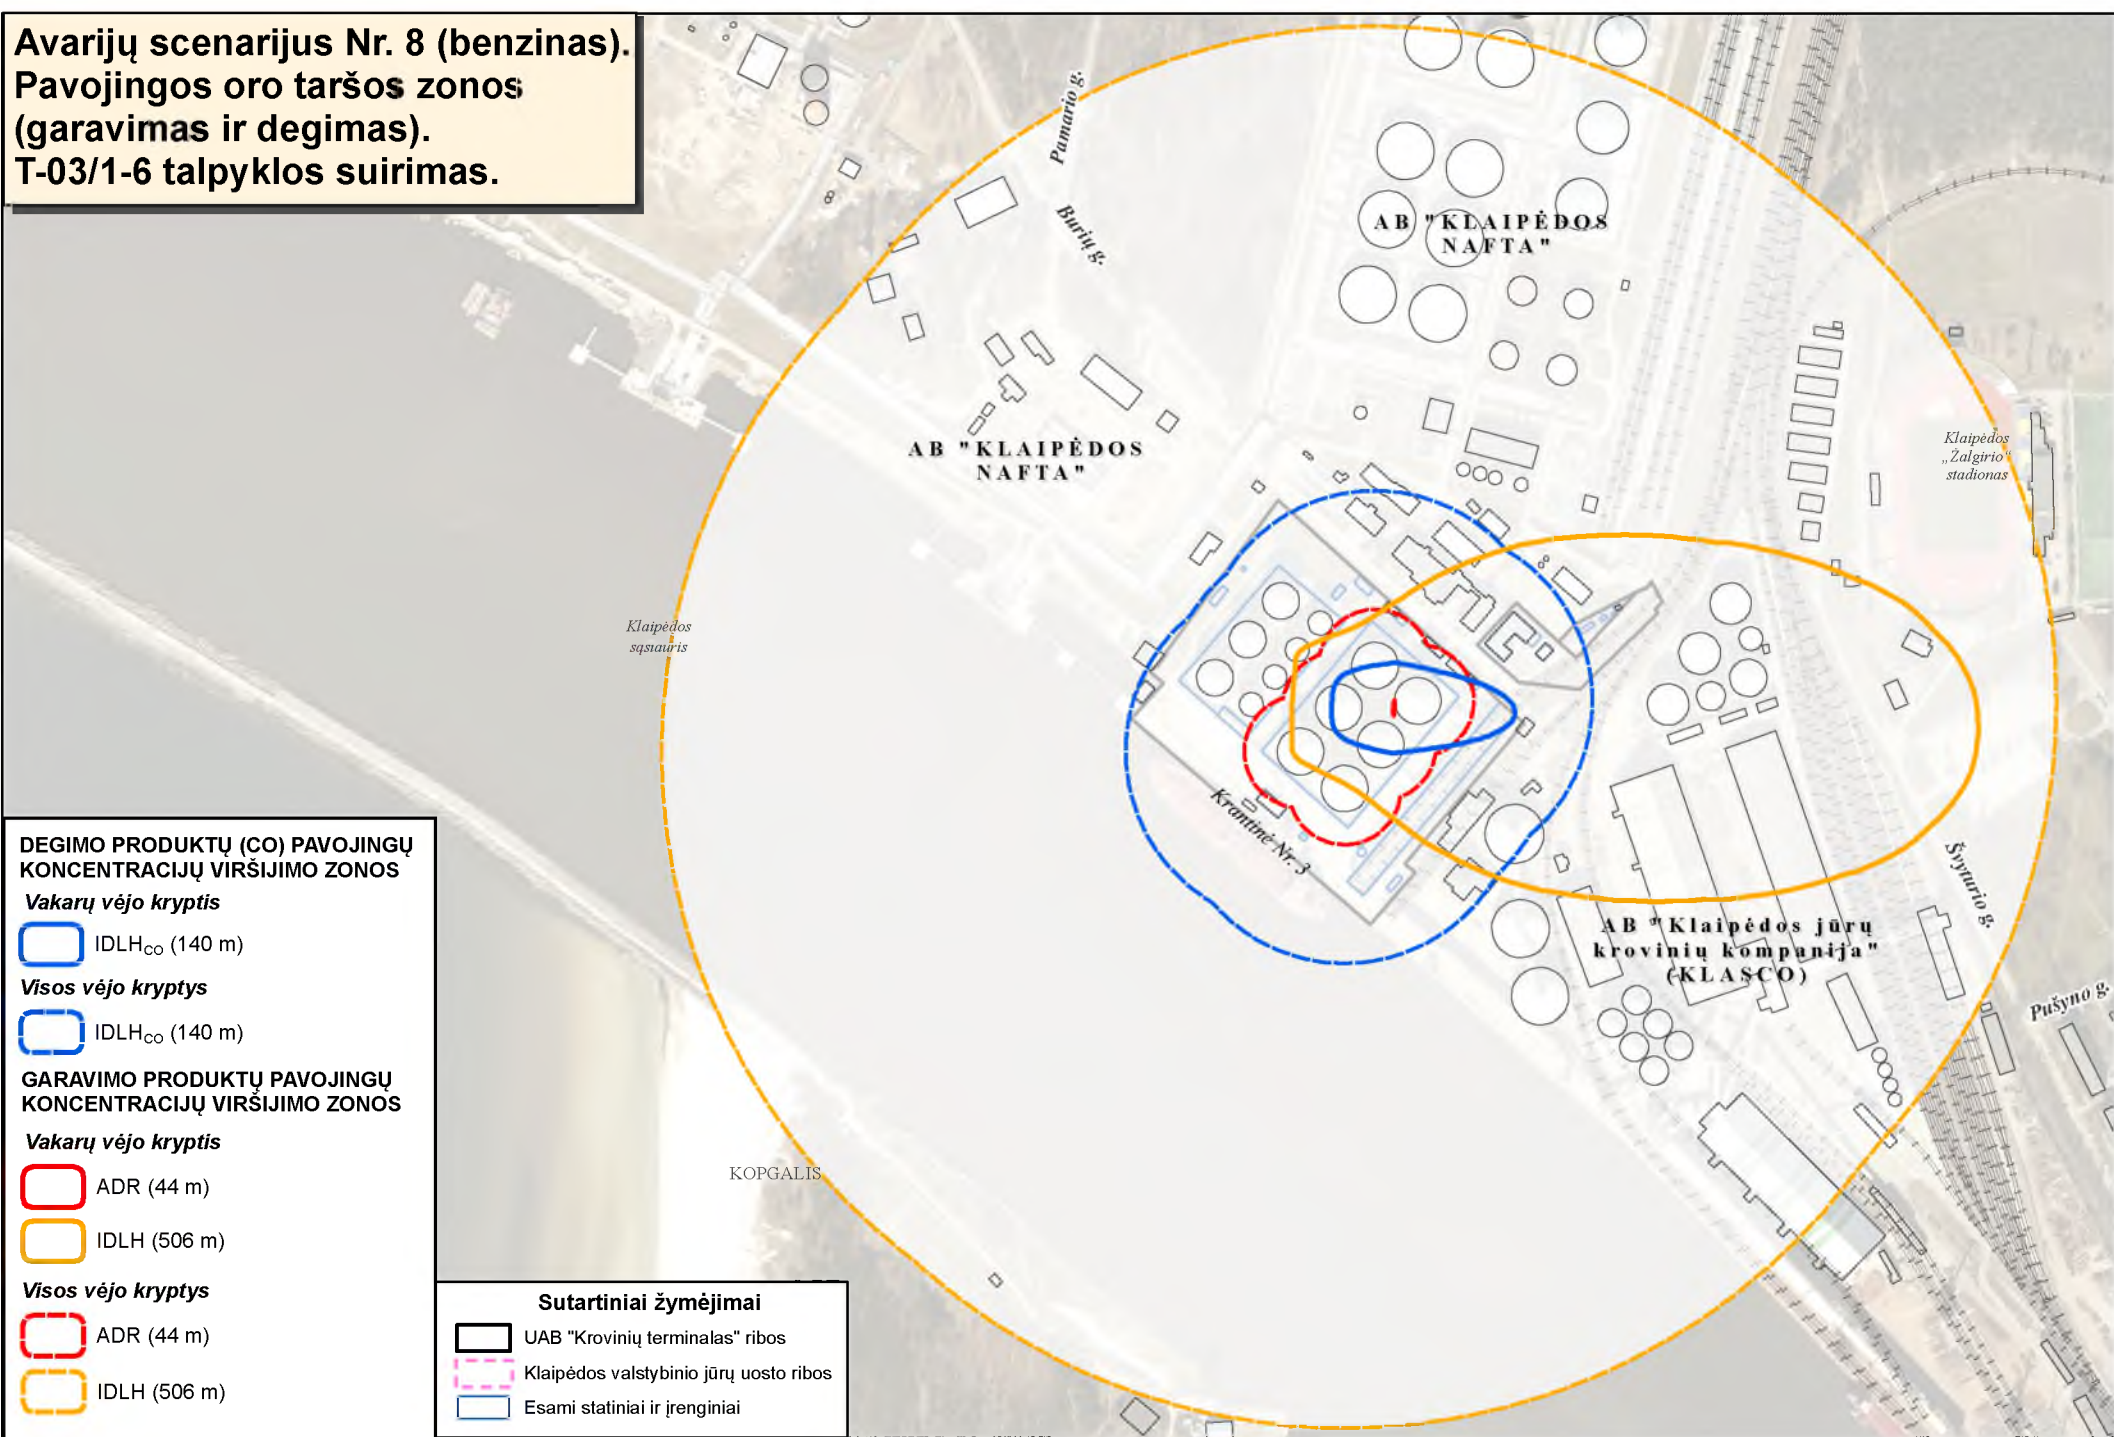 Avarijų scenarijus Nr. 8 (benzinas).
Pavojingos oro taršos zonos
(garavimas ir degimas).
T-03/1-6 talpyklos suirimas.
Pamario g.
Burių g.
AB "KLAIPĖDOS
NAFTA"
AB "KLAIPĖDOS
NAFTA"
Klaipėdos
„Žalgirio“
stadionas
Klaipėdos
sąsiauris
Krantinė Nr. 3
Švyturio g.
AB "Klaipėdos jūrų
krovinių kompanija"
(KLASCO)
Pušyno g.
KOPGALIS
DEGIMO PRODUKTŲ (CO) PAVOJINGŲ
KONCENTRACIJŲ VIRŠIJIMO ZONOS
Vakarų vėjo kryptis
IDLHCO (140 m)
Visos vėjo kryptys
IDLHCO (140 m)
GARAVIMO PRODUKTŲ PAVOJINGŲ
KONCENTRACIJŲ VIRŠIJIMO ZONOS
Vakarų vėjo kryptis
ADR (44 m)
IDLH (506 m)
Visos vėjo kryptys
ADR (44 m)
IDLH (506 m)
Sutartiniai žymėjimai
UAB "Krovinių terminalas" ribos
Klaipėdos valstybinio jūrų uosto ribos
Esami statiniai ir įrenginiai